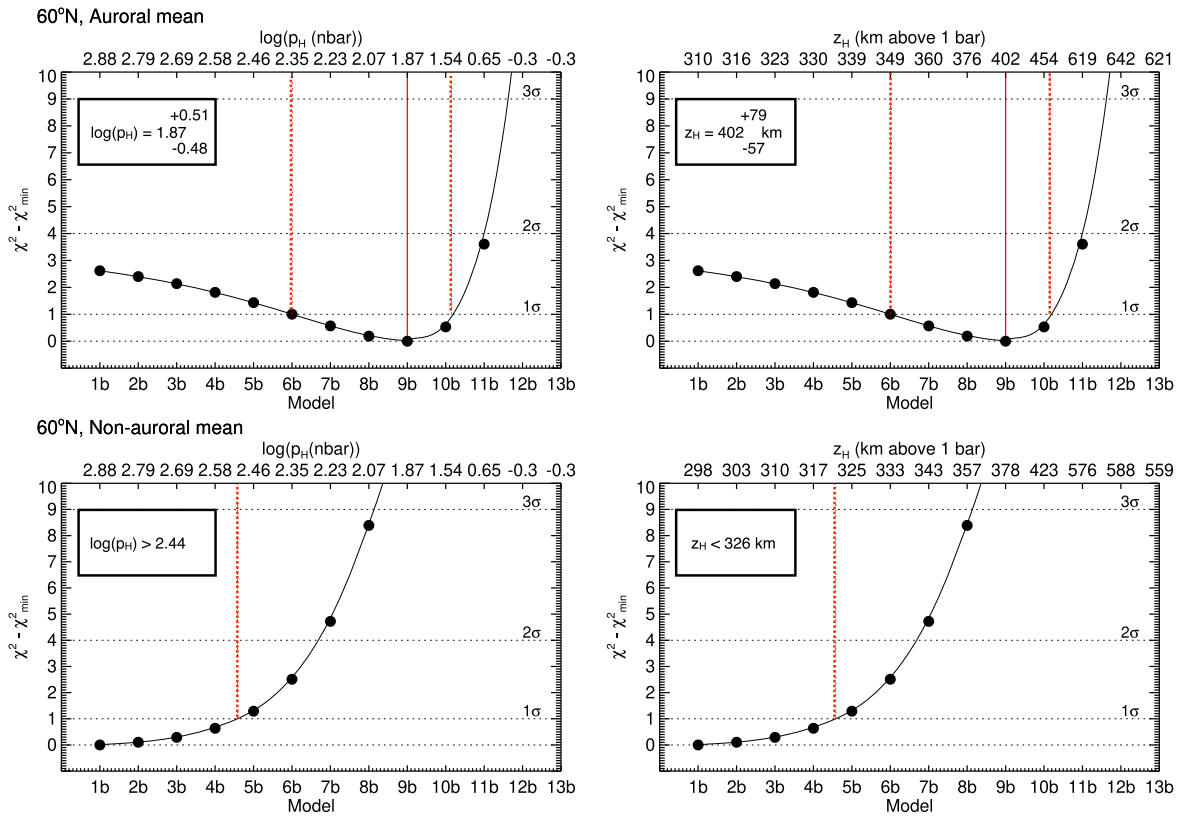 60°N, Auroral mean
log(pH (nbar))
2.88 2.79 2.69 2.58 2.46 2.35 2.23 2.07 1.87 1.54 0.65 -0.3 -0.3
10
9
8
7
6
5
4
3
2
1
0
χ² - χ²min
3σ
2σ
1σ
+0.51
log(pH) = 1.87
-0.48
1b 2b 3b 4b 5b 6b 7b 8b 9b 10b 11b 12b 13b
Model
zH (km above 1 bar)
310 316 323 330 339 349 360 376 402 454 619 642 621
10
9
8
7
6
5
4
3
2
1
0
χ² - χ²min
3σ
2σ
1σ
+79
zH = 402 km
-57
1b 2b 3b 4b 5b 6b 7b 8b 9b 10b 11b 12b 13b
Model
60°N, Non-auroral mean
log(pH(nbar))
2.88 2.79 2.69 2.58 2.46 2.35 2.23 2.07 1.87 1.54 0.65 -0.3 -0.3
10
9
8
7
6
5
4
3
2
1
0
χ² - χ²min
3σ
2σ
1σ
log(pH) > 2.44
1b 2b 3b 4b 5b 6b 7b 8b 9b 10b 11b 12b 13b
Model
zH (km above 1 bar)
298 303 310 317 325 333 343 357 378 423 576 588 559
10
9
8
7
6
5
4
3
2
1
0
χ² - χ²min
3σ
2σ
1σ
zH < 326 km
1b 2b 3b 4b 5b 6b 7b 8b 9b 10b 11b 12b 13b
Model